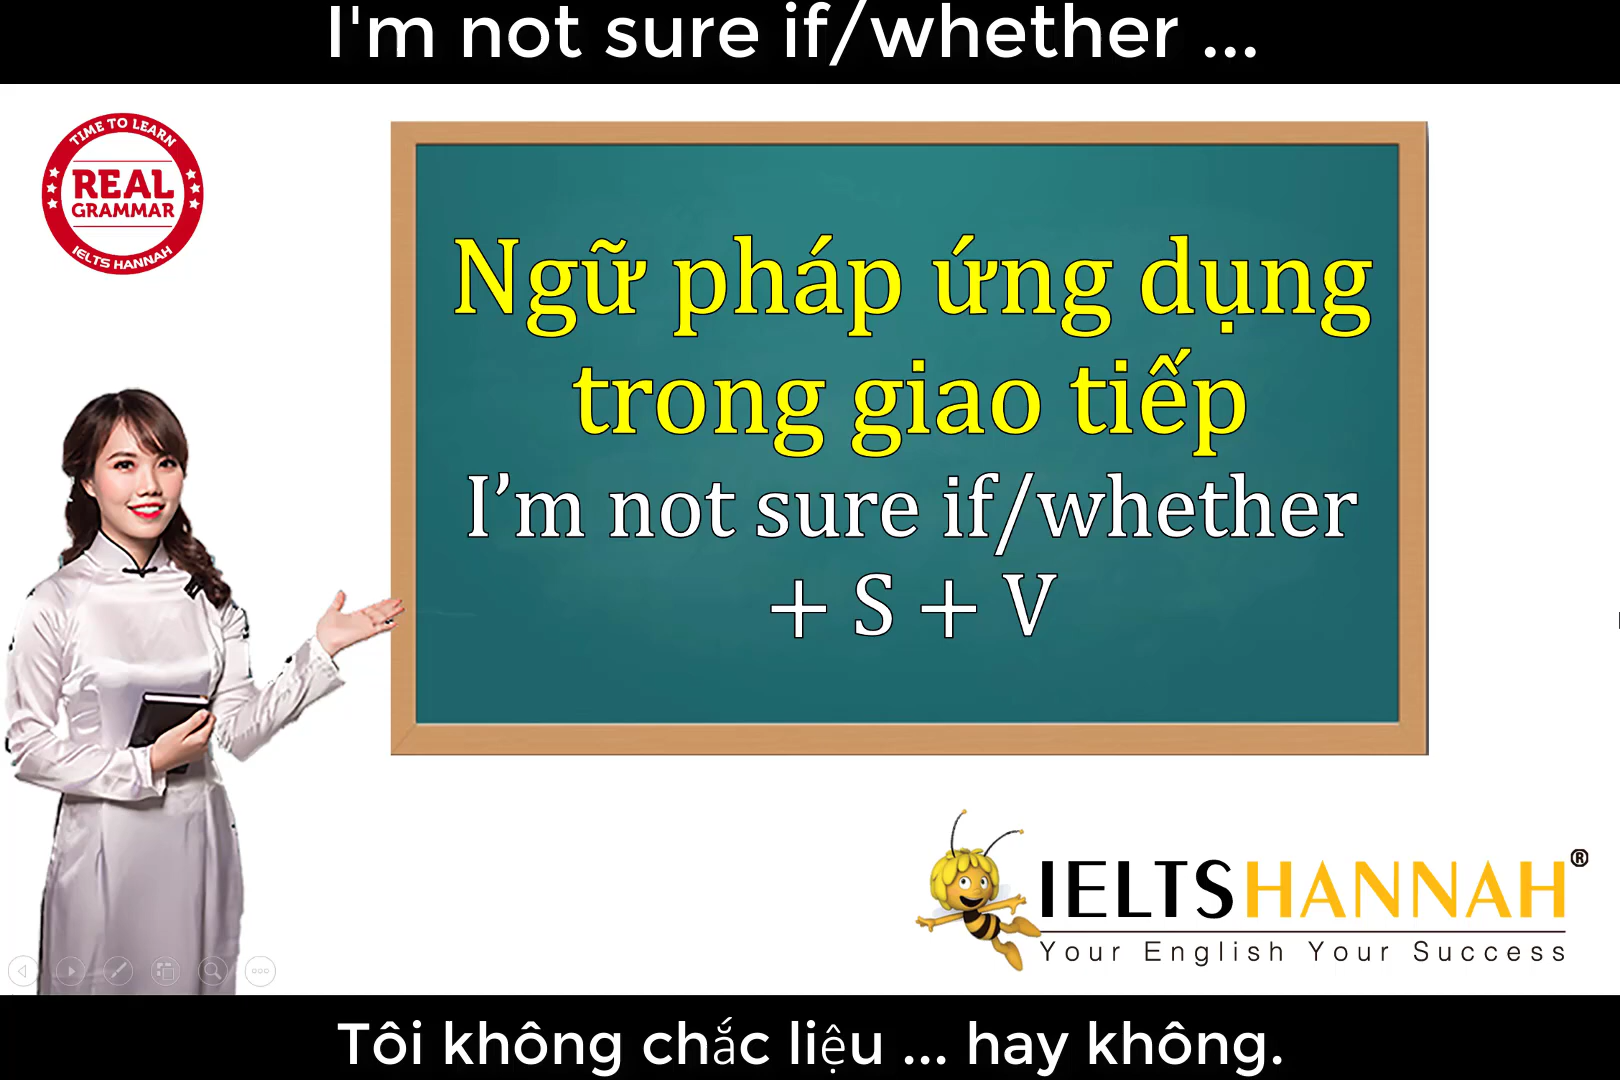 I'm not sure if/whether ...
TIME TO LEARN
REAL
GRAMMAR
IELTS HANNAH
Ngữ pháp ứng dụng
trong giao tiếp
I’m not sure if/whether
+ S + V
IELTSHANNAH®
Your English Your Success
Tôi không chắc liệu ... hay không.